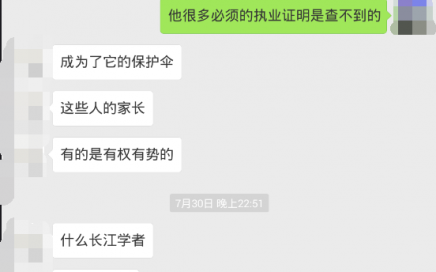 他很多必须的执业证明是查不到的
成为了它的保护伞
这些人的家长
有的是有权有势的
7月30日 晚上22:51
什么长江学者